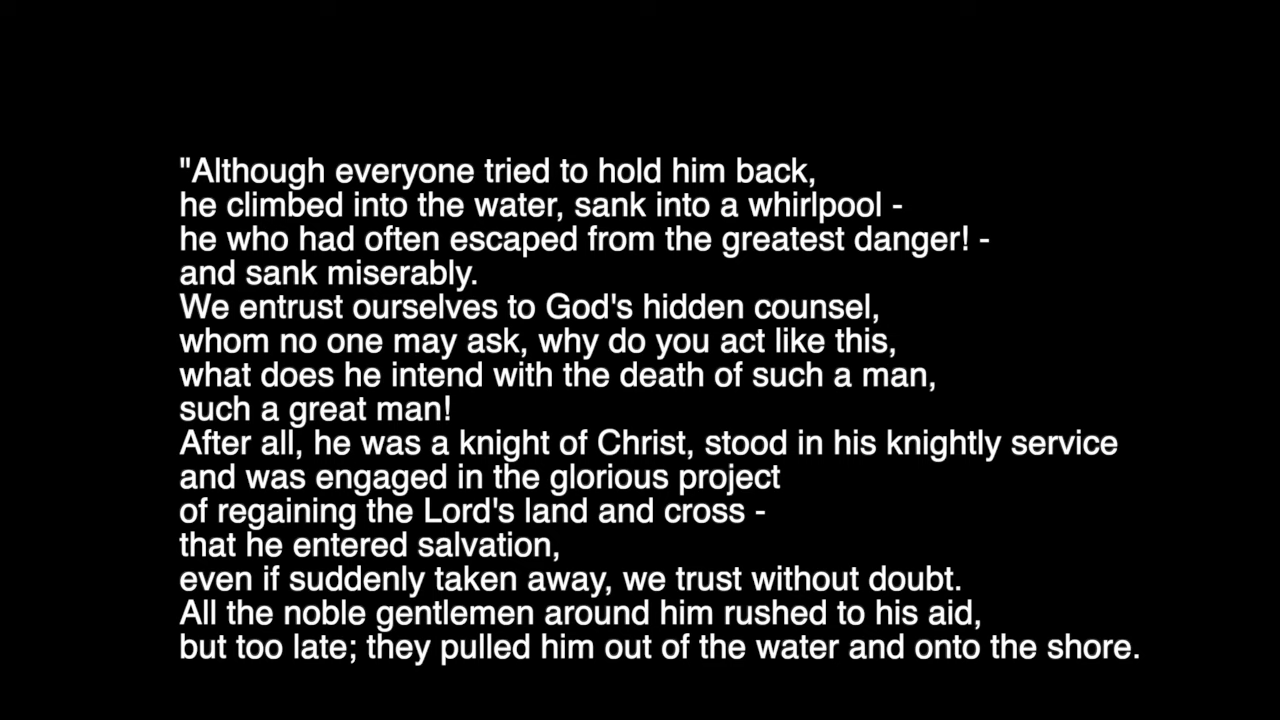 "Although everyone tried to hold him back,
he climbed into the water, sank into a whirlpool -
he who had often escaped from the greatest danger! -
and sank miserably.
We entrust ourselves to God's hidden counsel,
whom no one may ask, why do you act like this,
what does he intend with the death of such a man,
such a great man!
After all, he was a knight of Christ, stood in his knightly service
and was engaged in the glorious project
of regaining the Lord's land and cross -
that he entered salvation,
even if suddenly taken away, we trust without doubt.
All the noble gentlemen around him rushed to his aid,
but too late; they pulled him out of the water and onto the shore.